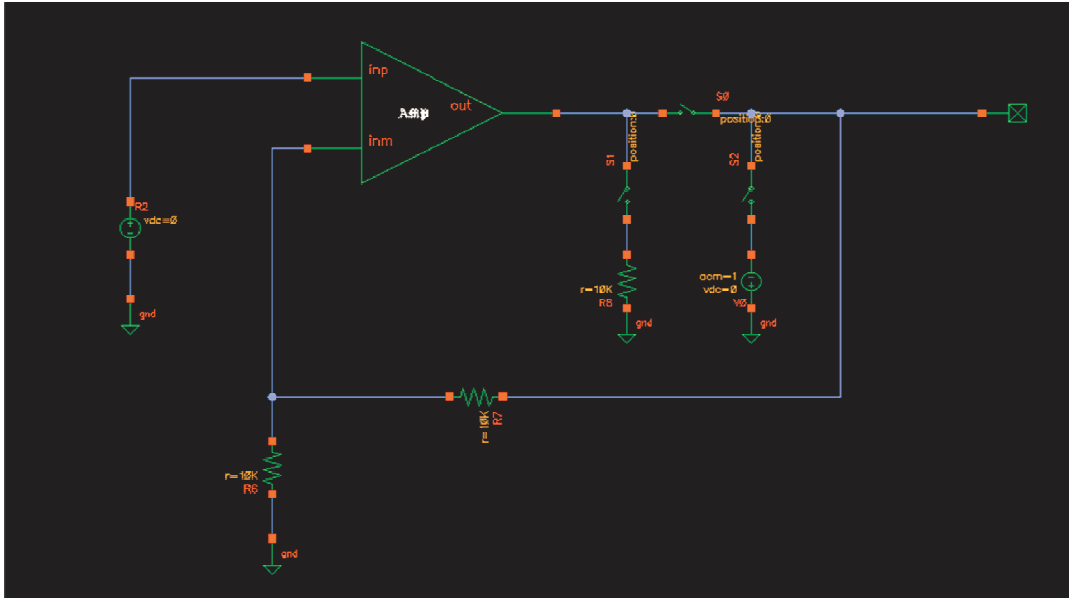 inp
AMP
out
inm
S0
position:0
position:0
position:0
S1
S2
R2
vdc=0
gnd
r=10K
R8
gnd
acm=1
vdc=0
V0
gnd
r=10K
R7
r=10K
R6
gnd